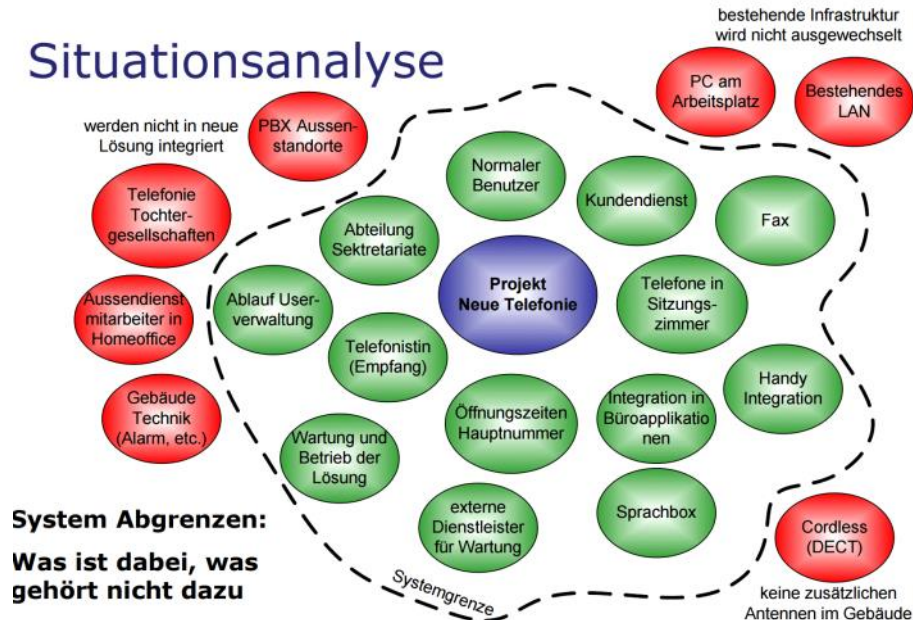 Situationsanalyse
bestehende Infrastruktur
wird nicht ausgewechselt
PC am
Arbeitsplatz
Bestehendes
LAN
werden nicht in neue
Lösung integriert
PBX Aussen-
standorte
Telefonie
Tochter-
gesellschaften
Aussendienst
mitarbeiter in
Homeoffice
Gebäude
Technik
(Alarm, etc.)
Normaler
Benutzer
Kundendienst
Fax
Abteilung
Sektretariate
Projekt
Neue Telefonie
Telefone in
Sitzungs-
zimmer
Ablauf User-
verwaltung
Telefonistin
(Empfang)
Handy
Integration
Öffnungszeiten
Hauptnummer
Integration in
Büroapplikatio
nen
Wartung und
Betrieb der
Lösung
externe
Dienstleister
für Wartung
Sprachbox
Systemgrenze
Cordless
(DECT)
keine zusätzlichen
Antennen im Gebäude
System Abgrenzen:
Was ist dabei, was
gehört nicht dazu